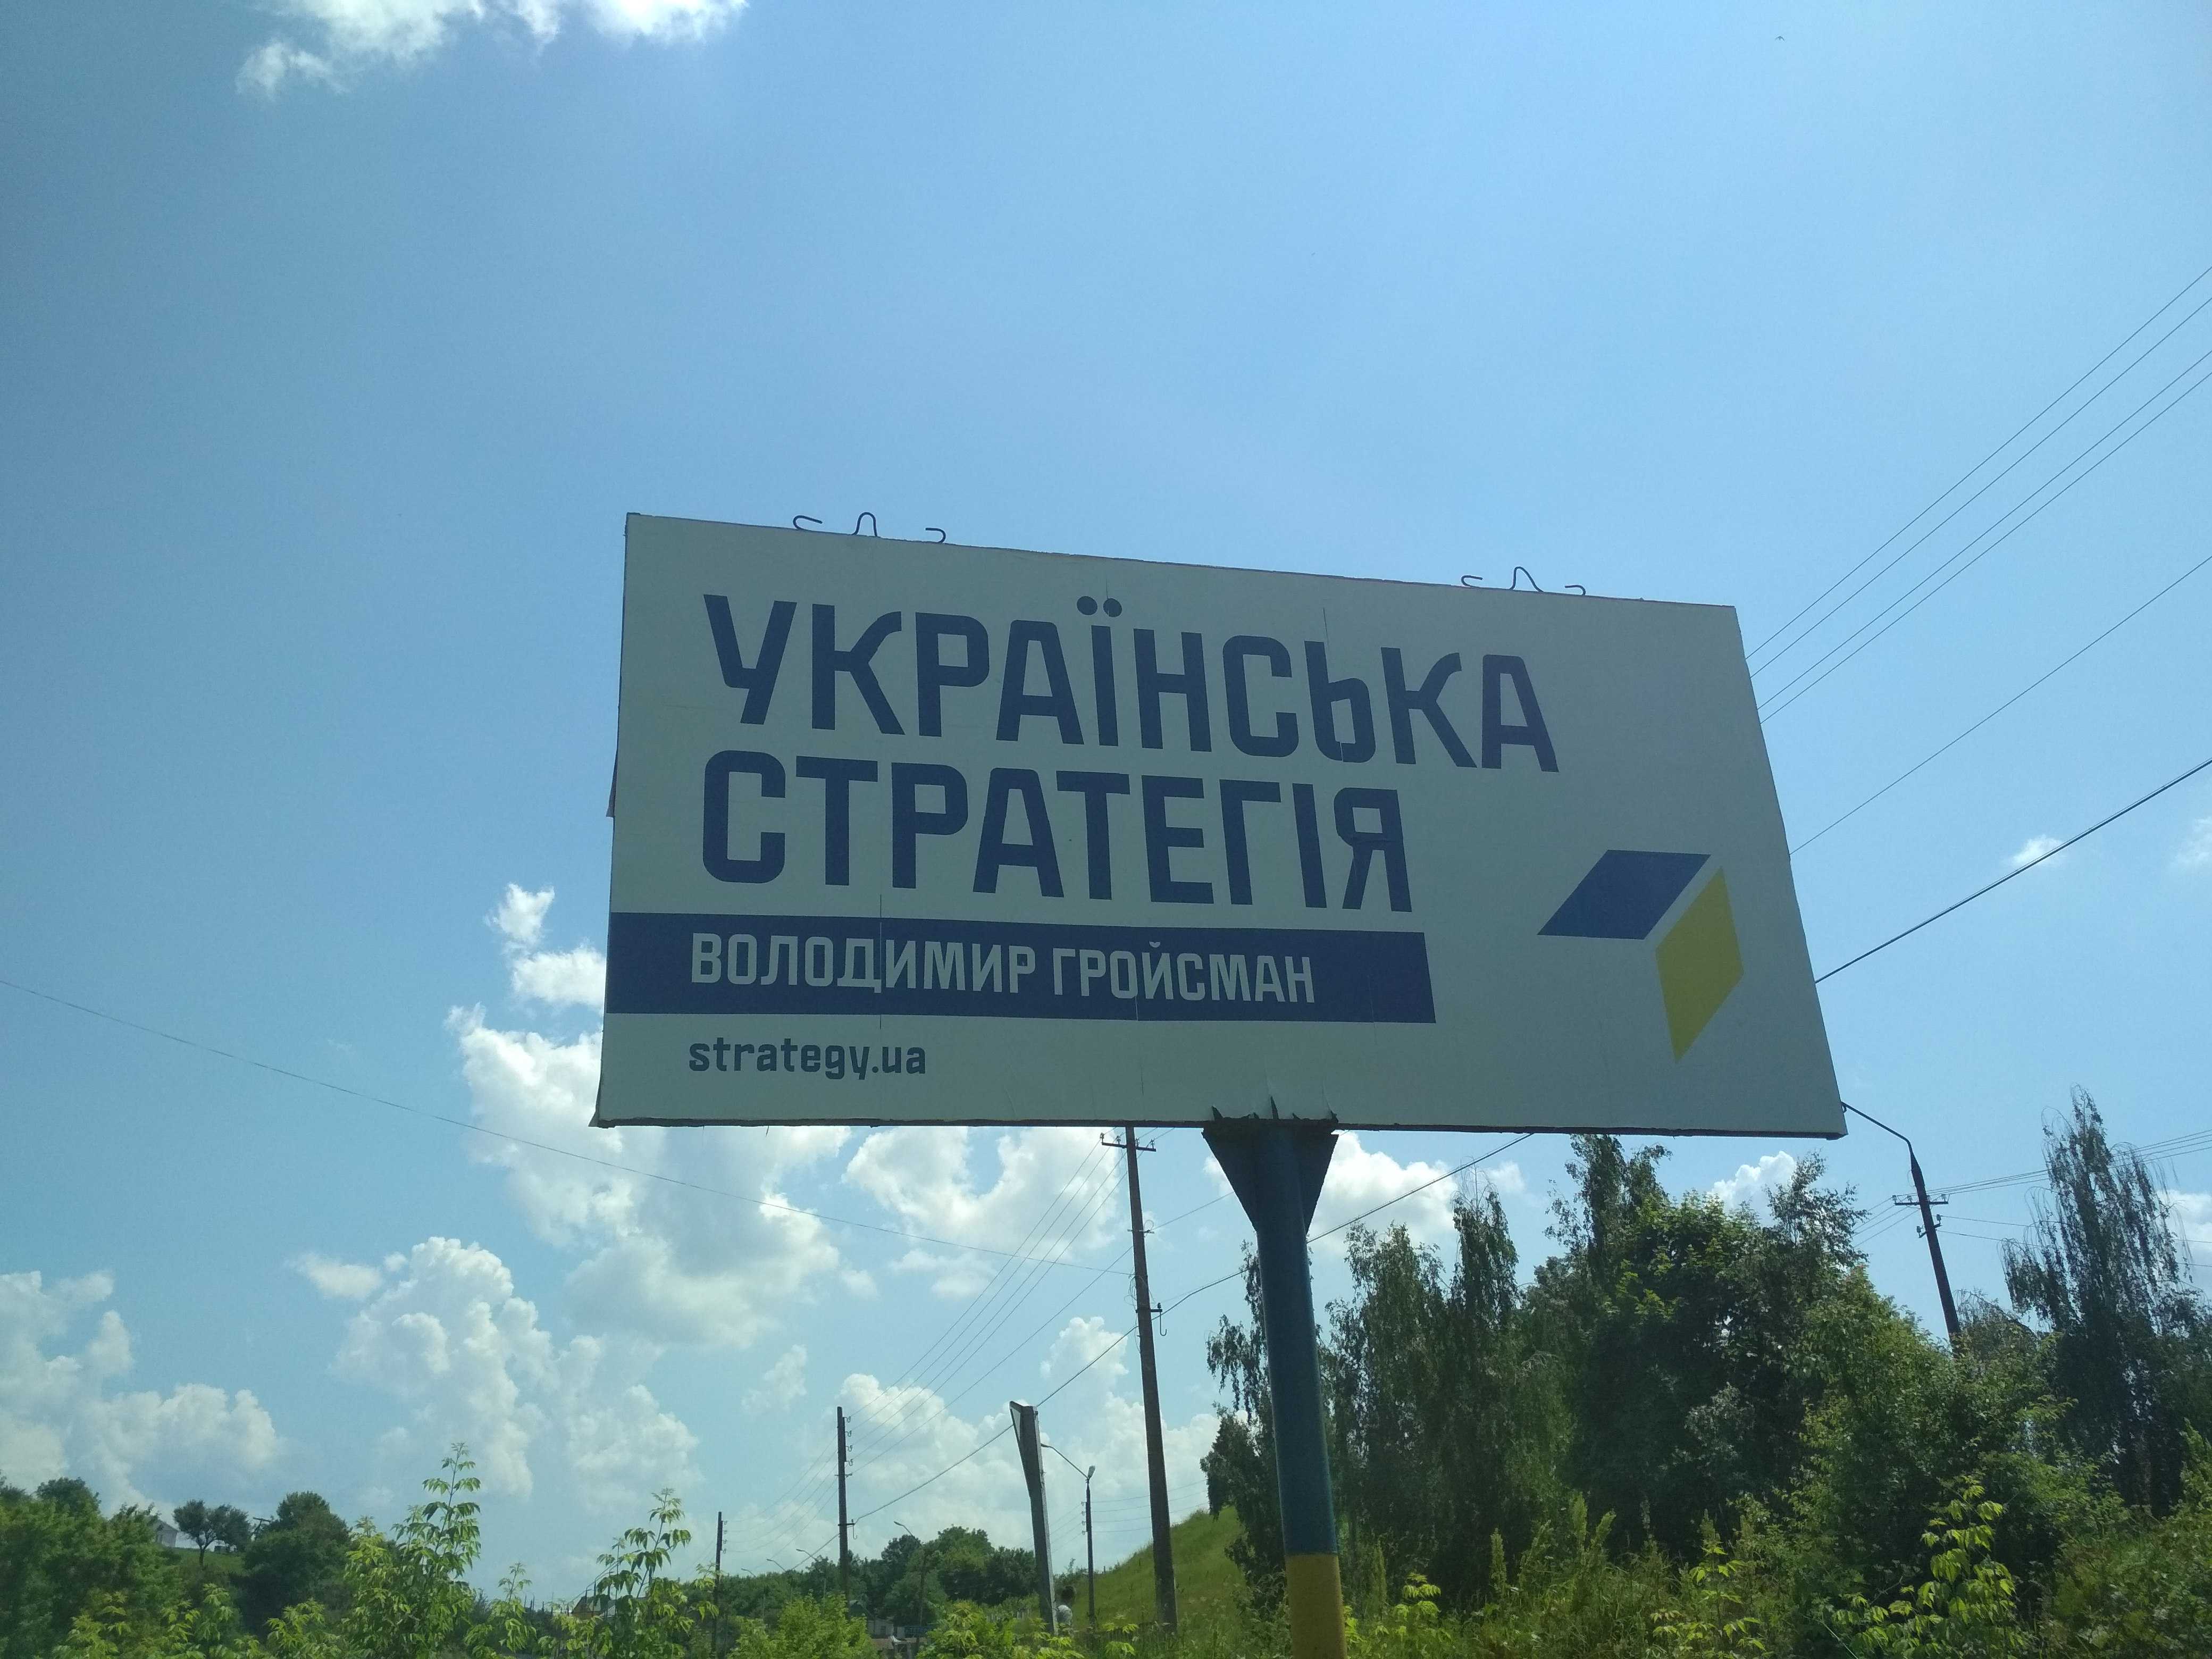 УКРАЇНСЬКА
СТРАТЕГІЯ
ВОЛОДИМИР ГРОЙСМАН
strategy.ua